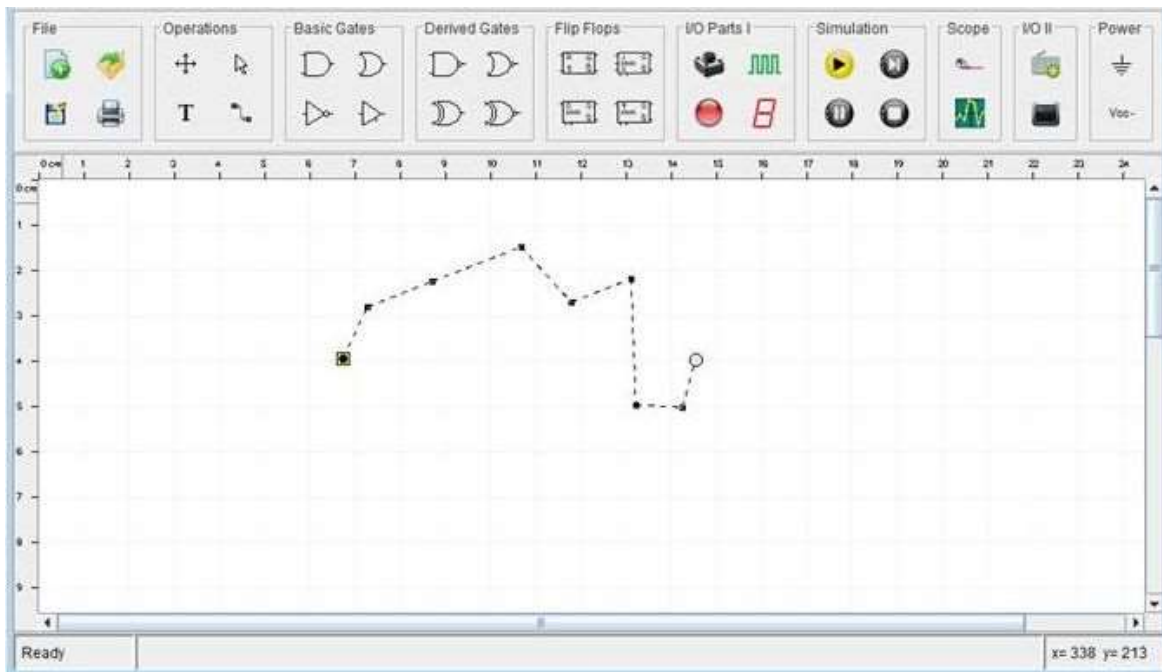 File Operations Basic Gates Derived Gates Flip Flops I/O Parts I Simulation Scope I/O II Power
T Vcc-
0 cm 1 2 3 4 5 6 7 8 9 10 11 12 13 14 15 16 17 18 19 20 21 22 23 24
0 cm
1
2
3
4
5
6
7
8
9
Ready x= 338 y= 213